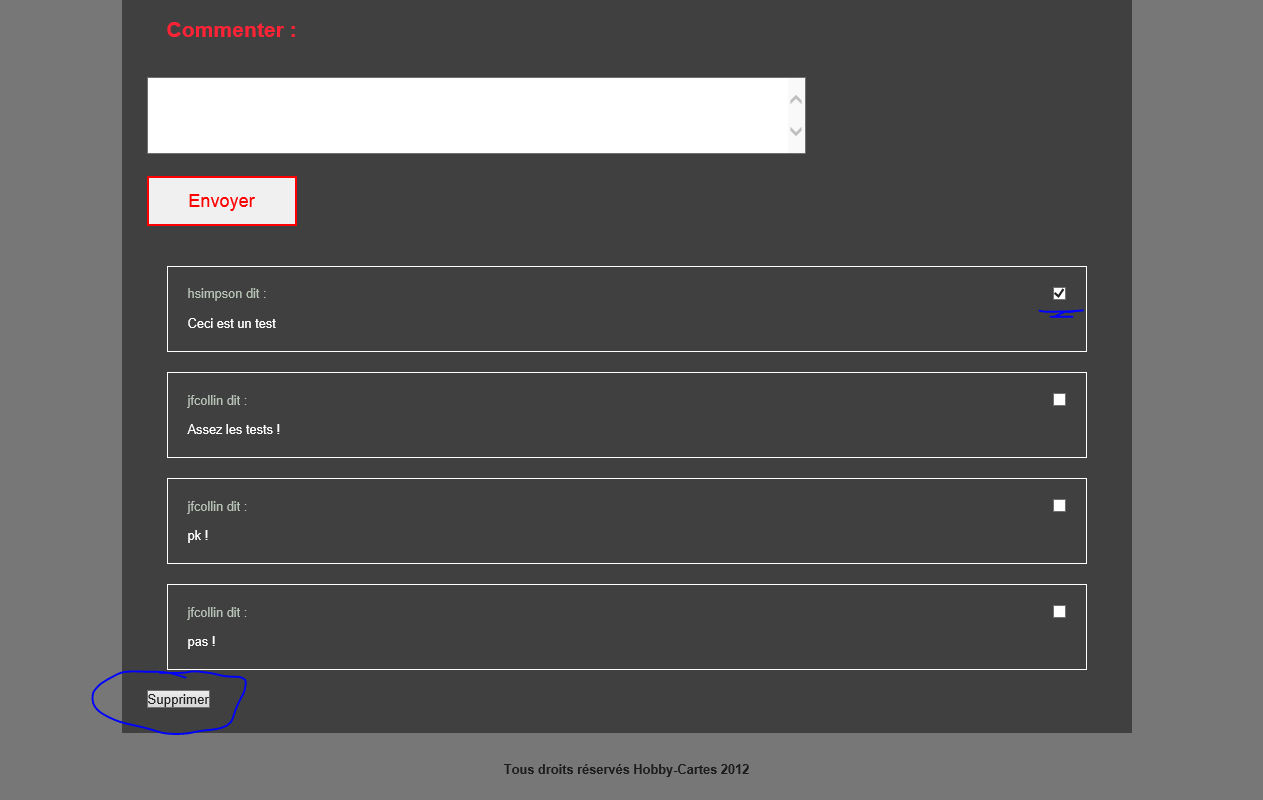 Commenter :
Envoyer
hsimpson dit :
Ceci est un test
jfcollin dit :
Assez les tests !
jfcollin dit :
pk !
jfcollin dit :
pas !
Supprimer
Tous droits réservés Hobby-Cartes 2012